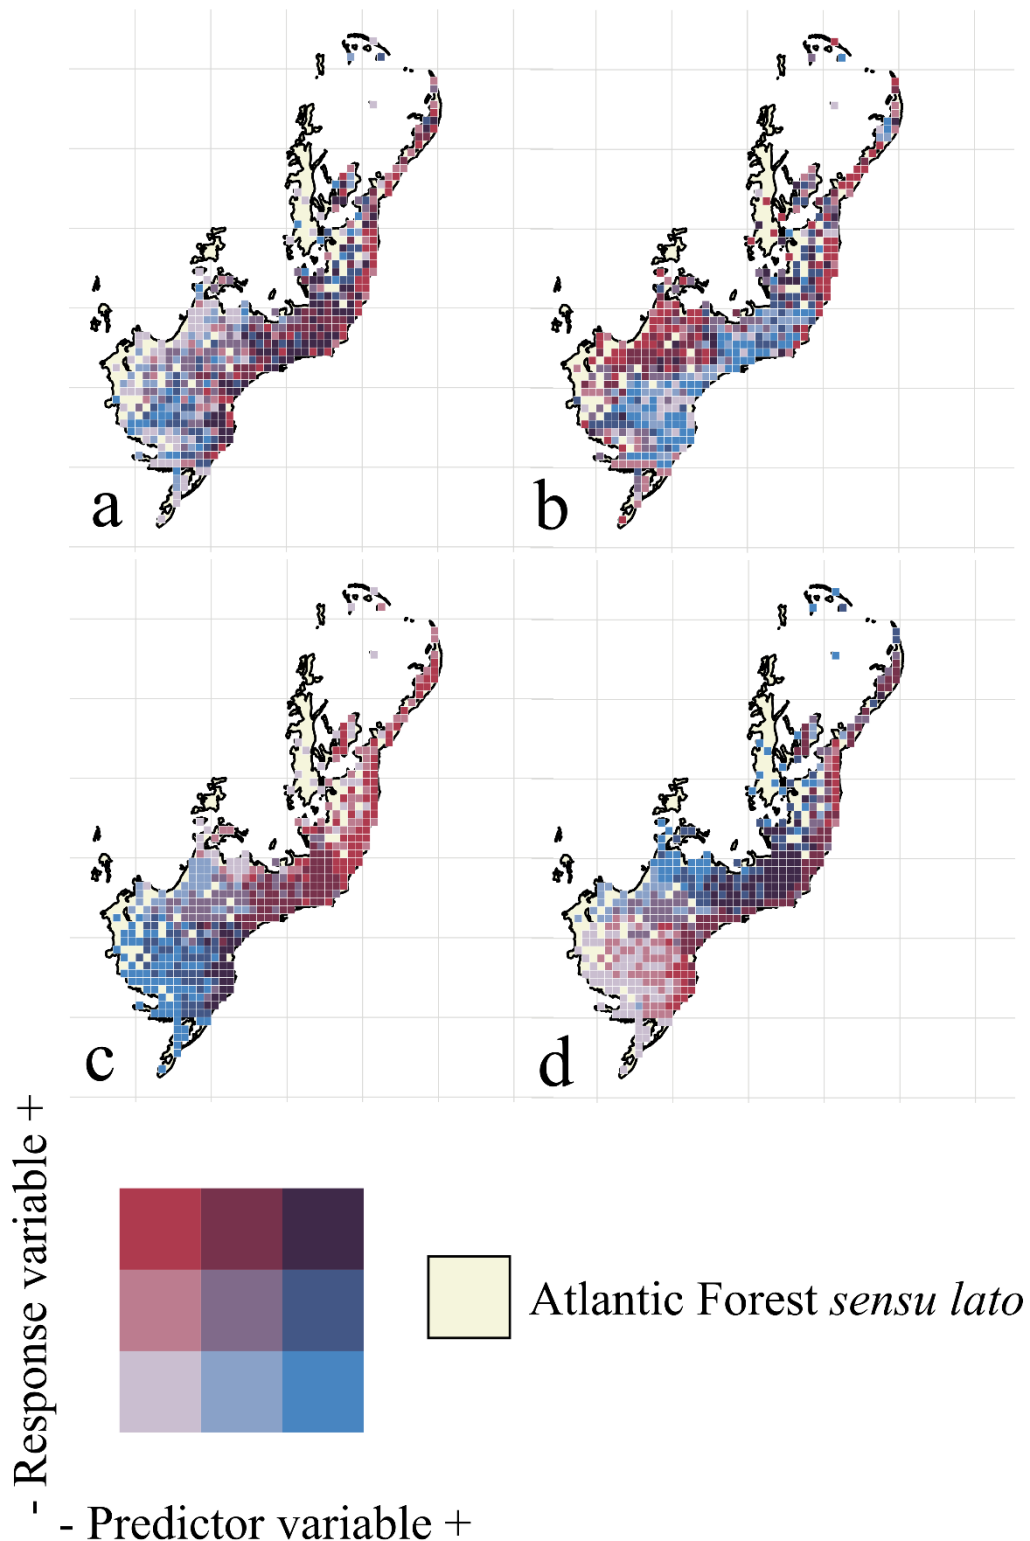 a
b
c
d
- Response variable +
Atlantic Forest sensu lato
- Predictor variable +